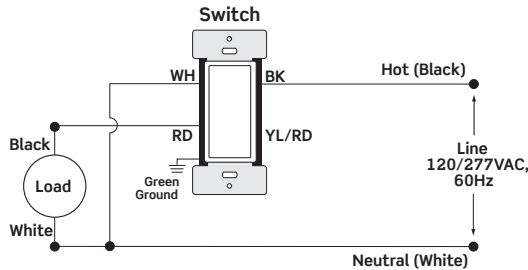 Switch
WH
BK
Hot (Black)
RD
YL/RD
Black
Load
Green
Ground
White
Line
120/277VAC,
60Hz
Neutral (White)